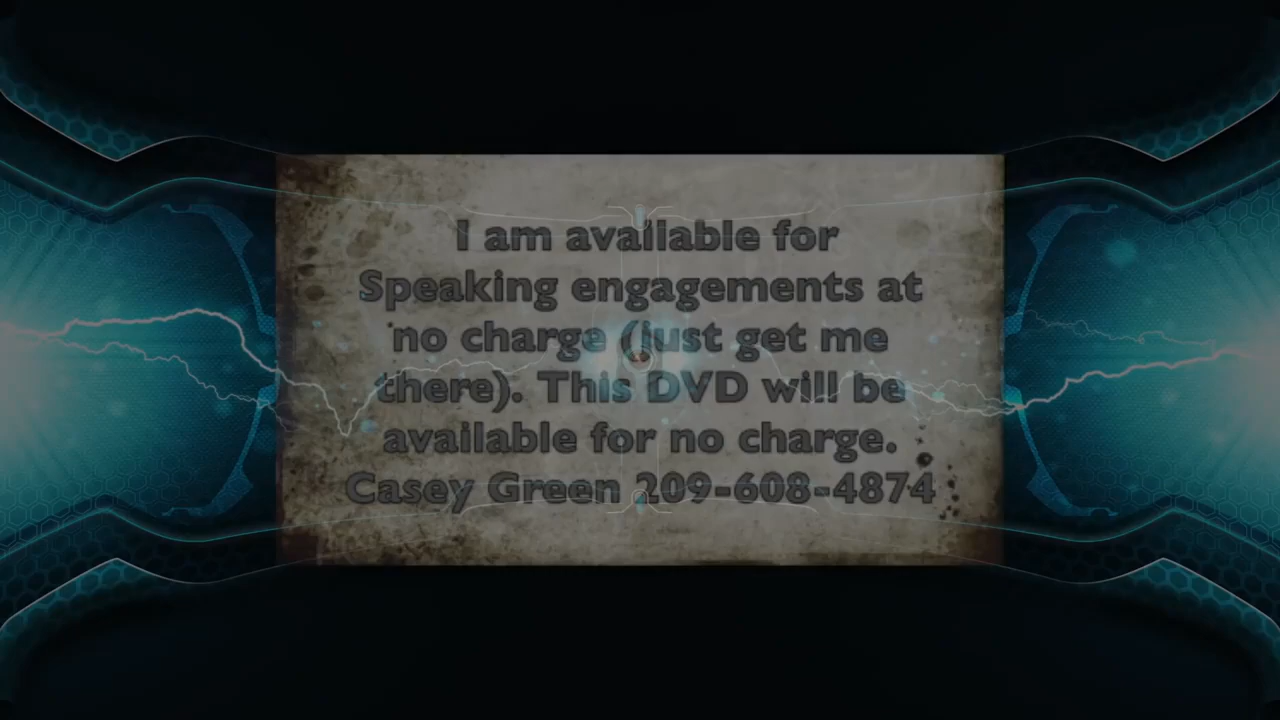 I am available for
Speaking engagements at
no charge (just get me
there). This DVD will be
available for no charge.
Casey Green 209-608-4874